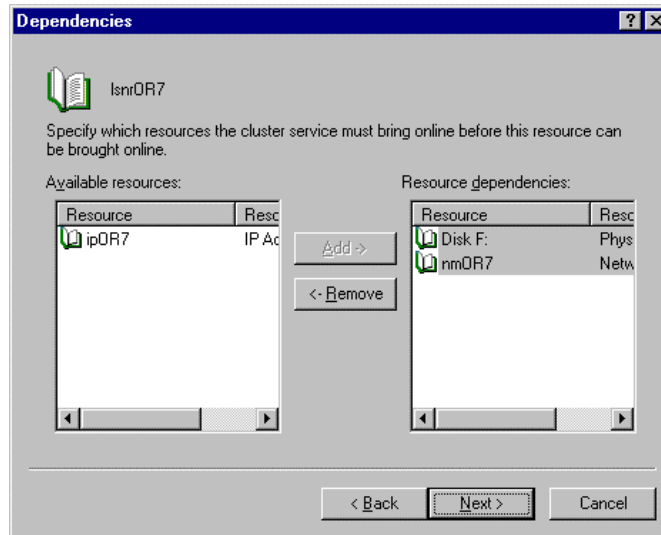 Dependencies
lsnrOR7
Specify which resources the cluster service must bring online before this resource can
be brought online.
Available resources:
Resource dependencies:
Resource Resc
ipOR7 IP Ac
Add ->
<- Remove
Resource Resc
Disk F: Phys
nmOR7 Netw
< Back
Next >
Cancel